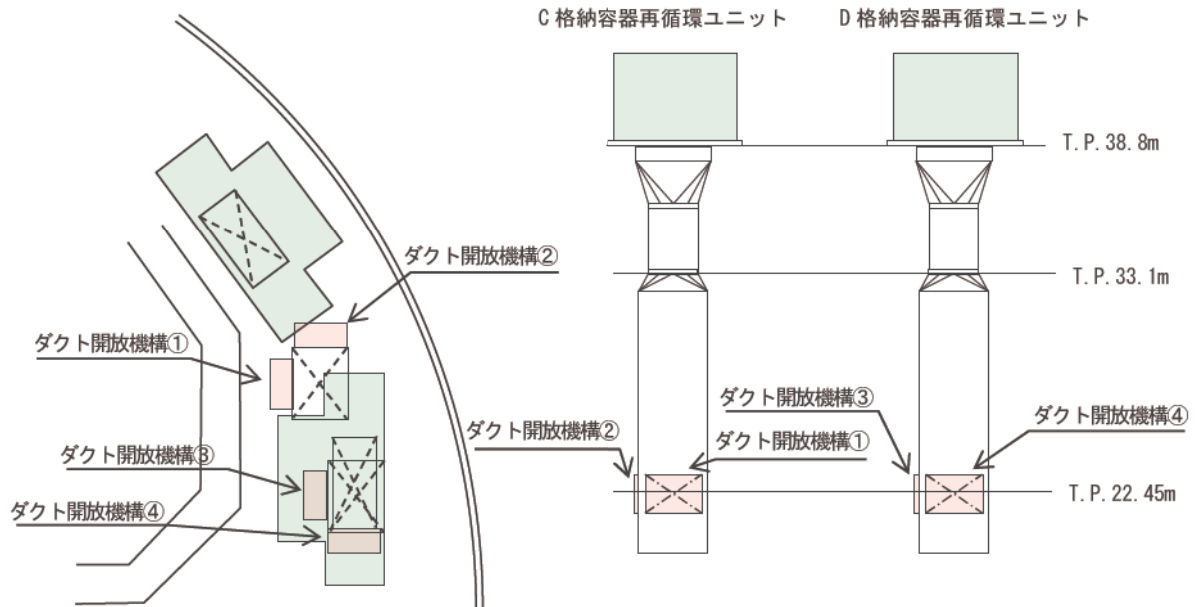 C格納容器再循環ユニット
D格納容器再循環ユニット
T.P.38.8m
ダクト開放機構②
T.P.33.1m
ダクト開放機構①
ダクト開放機構③
ダクト開放機構④
ダクト開放機構②
ダクト開放機構①
ダクト開放機構③
ダクト開放機構④
T.P.22.45m